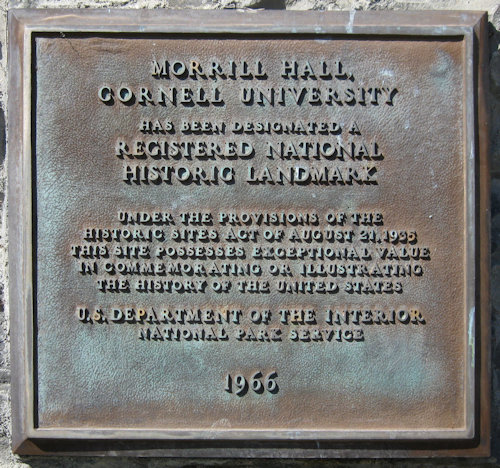 MORRILL HALL,
CORNELL UNIVERSITY
HAS BEEN DESIGNATED A
REGISTERED NATIONAL
HISTORIC LANDMARK
UNDER THE PROVISIONS OF THE
HISTORIC SITES ACT OF AUGUST 21, 1935
THIS SITE POSSESSES EXCEPTIONAL VALUE
IN COMMEMORATING OR ILLUSTRATING
THE HISTORY OF THE UNITED STATES
U.S. DEPARTMENT OF THE INTERIOR
NATIONAL PARK SERVICE
1966